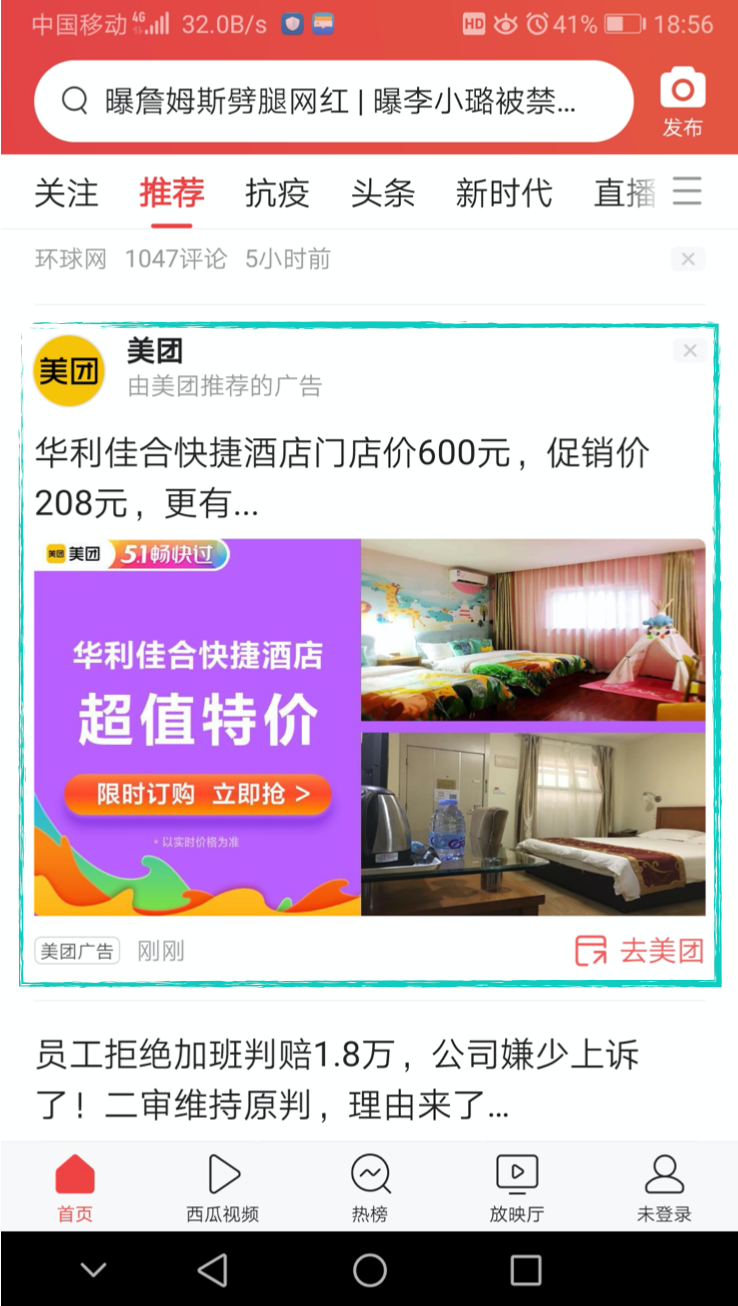 中国移动 4G 32.0B/s HD 41% 18:56
曝詹姆斯劈腿网红 | 曝李小璐被禁...
发布
关注 推荐 抗疫 头条 新时代 直播
环球网 1047评论 5小时前
美团
美团
由美团推荐的广告
华利佳合快捷酒店门店价600元，促销价
208元，更有...
美团 美团 5.1畅快过
华利佳合快捷酒店
超值特价
限时订购 立即抢 >
* 以实时价格为准
美团广告 刚刚 去美团
员工拒绝加班判赔1.8万，公司嫌少上诉
了！二审维持原判，理由来了...
首页 西瓜视频 热榜 放映厅 未登录